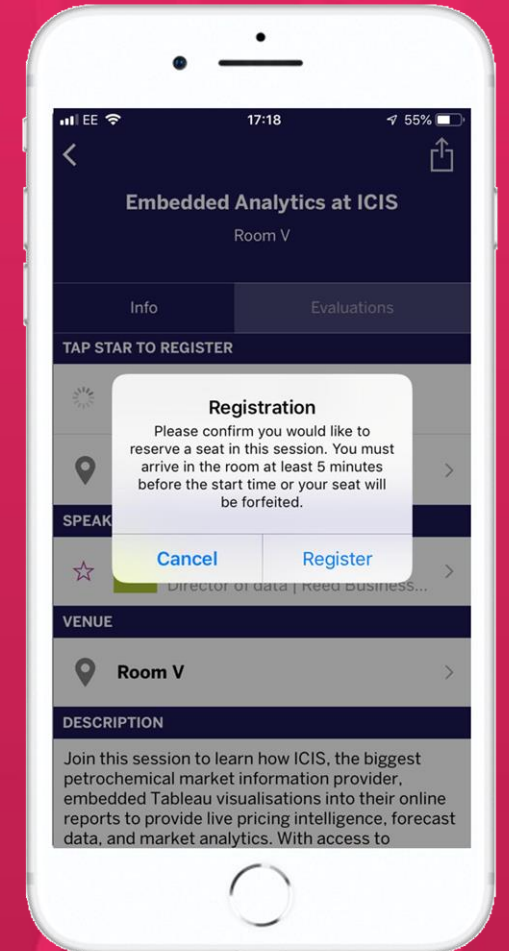 EE 17:18 55%
Embedded Analytics at ICIS
Room V
Info Evaluations
TAP STAR TO REGISTER
Registration
Please confirm you would like to
reserve a seat in this session. You must
arrive in the room at least 5 minutes
before the start time or your seat will
be forfeited.
Cancel Register
SPEAK
Director of data | Reed Business...
VENUE
Room V
DESCRIPTION
Join this session to learn how ICIS, the biggest
petrochemical market information provider,
embedded Tableau visualisations into their online
reports to provide live pricing intelligence, forecast
data, and market analytics. With access to